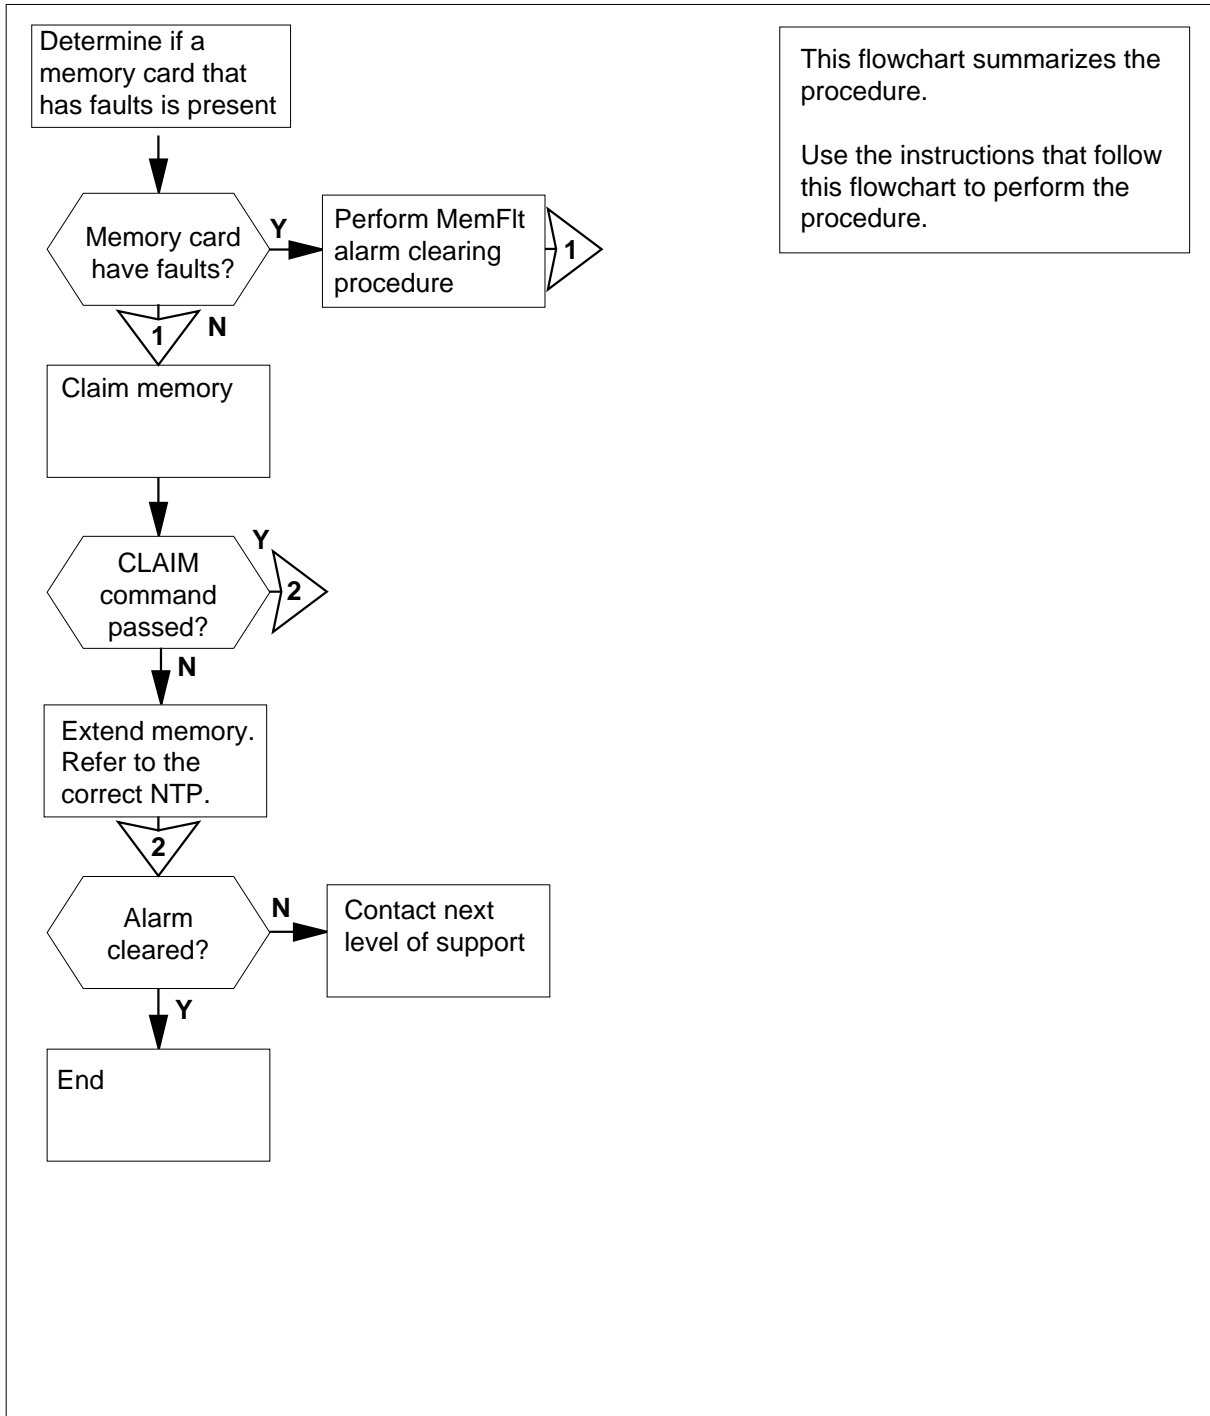 Determine if a
memory card that
has faults is present
This flowchart summarizes the
procedure.
Use the instructions that follow
this flowchart to perform the
procedure.
Memory card
have faults?
Y
Perform MemFlt
alarm clearing
procedure
1
1
N
Claim memory
CLAIM
command
passed?
Y
2
N
Extend memory.
Refer to the
correct NTP.
2
Alarm
cleared?
N
Contact next
level of support
Y
End